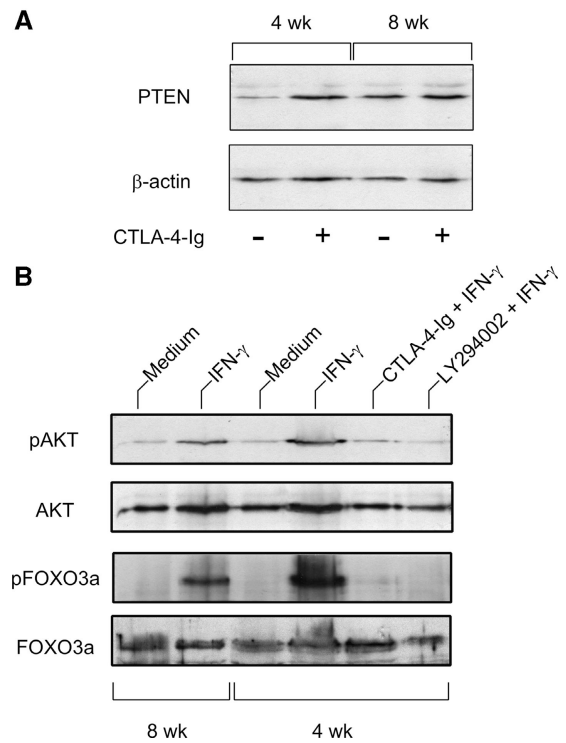 A
4 wk 8 wk
PTEN
β-actin
CTLA-4-Ig - + - +
B
Medium IFN-γ Medium IFN-γ CTLA-4-Ig + IFN-γ LY294002 + IFN-γ
pAKT
AKT
pFOXO3a
FOXO3a
8 wk 4 wk